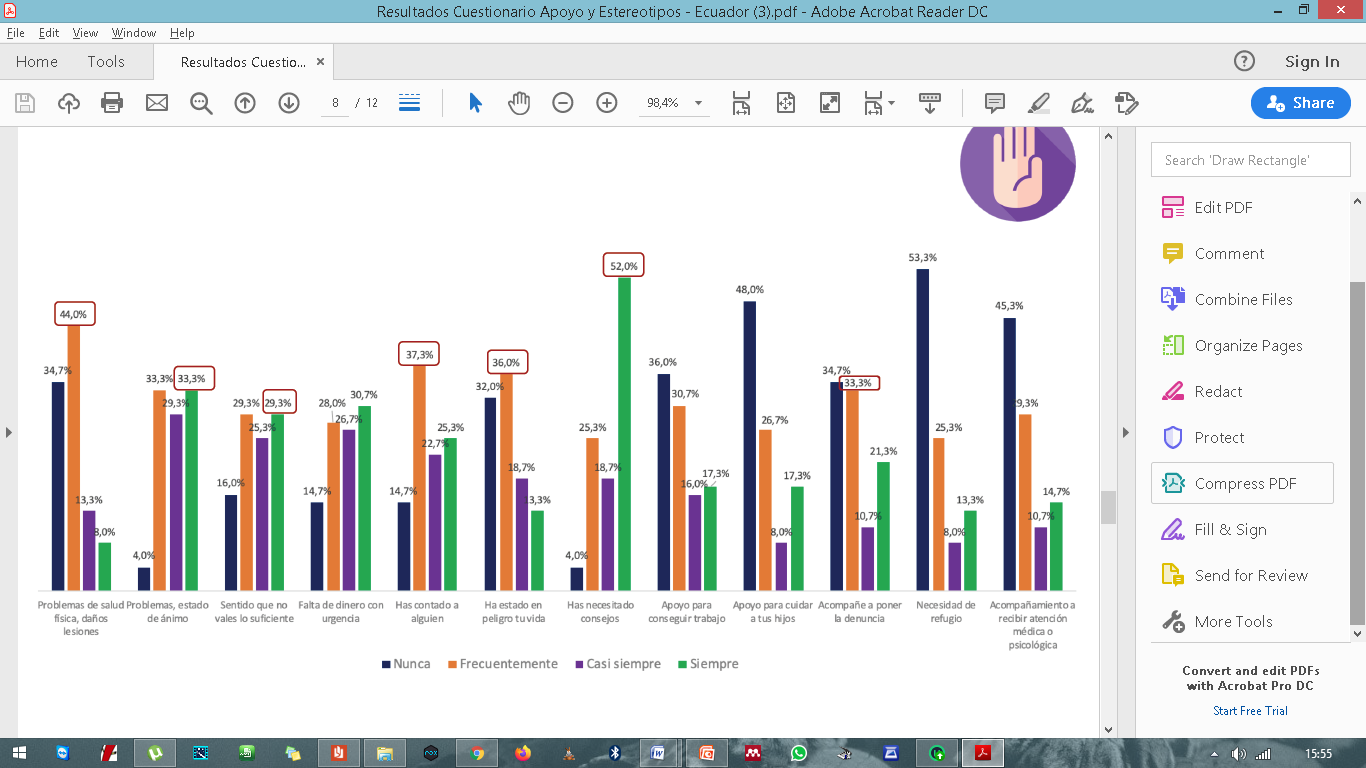 Resultados Cuestionario Apoyo y Estereotipos - Ecuador (3).pdf - Adobe Acrobat Reader DC
File Edit View Window Help
Home Tools Resultados Cuestio... × Sign In
8 / 12 98,4% Share
Search 'Draw Rectangle'
Edit PDF
Comment
Combine Files
Organize Pages
Redact
Protect
Compress PDF
Fill & Sign
Send for Review
More Tools
Convert and edit PDFs
with Acrobat Pro DC
Start Free Trial
34,7% 44,0% 13,3% 8,0%
4,0% 33,3% 29,3% 33,3%
16,0% 29,3% 25,3% 29,3%
14,7% 28,0% 26,7% 30,7%
14,7% 37,3% 22,7% 25,3%
32,0% 36,0% 18,7% 13,3%
4,0% 25,3% 18,7% 52,0%
36,0% 30,7% 16,0% 17,3%
48,0% 26,7% 8,0% 17,3%
34,7% 33,3% 10,7% 21,3%
53,3% 25,3% 8,0% 13,3%
45,3% 29,3% 10,7% 14,7%
Problemas de salud
física, daños
lesiones
Problemas, estado
de ánimo
Sentido que no
vales lo suficiente
Falta de dinero con
urgencia
Has contado a
alguien
Ha estado en
peligro tu vida
Has necesitado
consejos
Apoyo para
conseguir trabajo
Apoyo para cuidar
a tus hijos
Acompañe a poner
la denuncia
Necesidad de
refugio
Acompañamiento a
recibir atención
médica o
psicológica
Nunca Frecuentemente Casi siempre Siempre
15:55